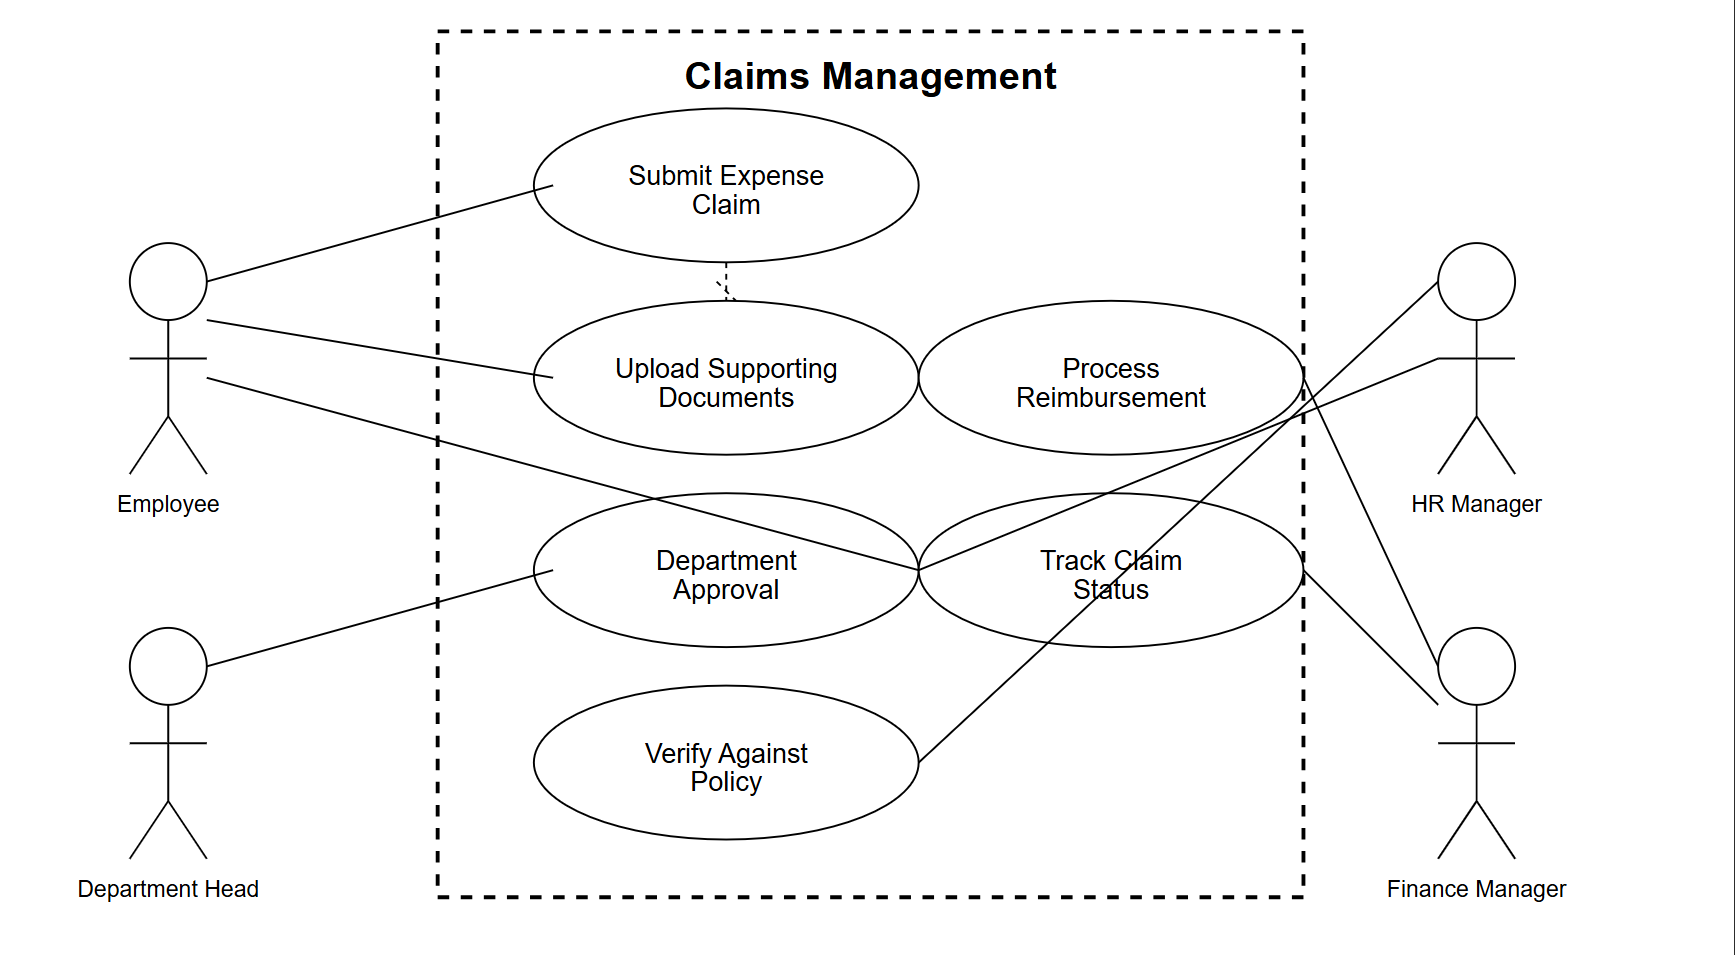 Claims Management
Submit Expense
Claim
Upload Supporting
Documents
Process
Reimbursement
Employee
HR Manager
Department
Approval
Track Claim
Status
Verify Against
Policy
Department Head
Finance Manager